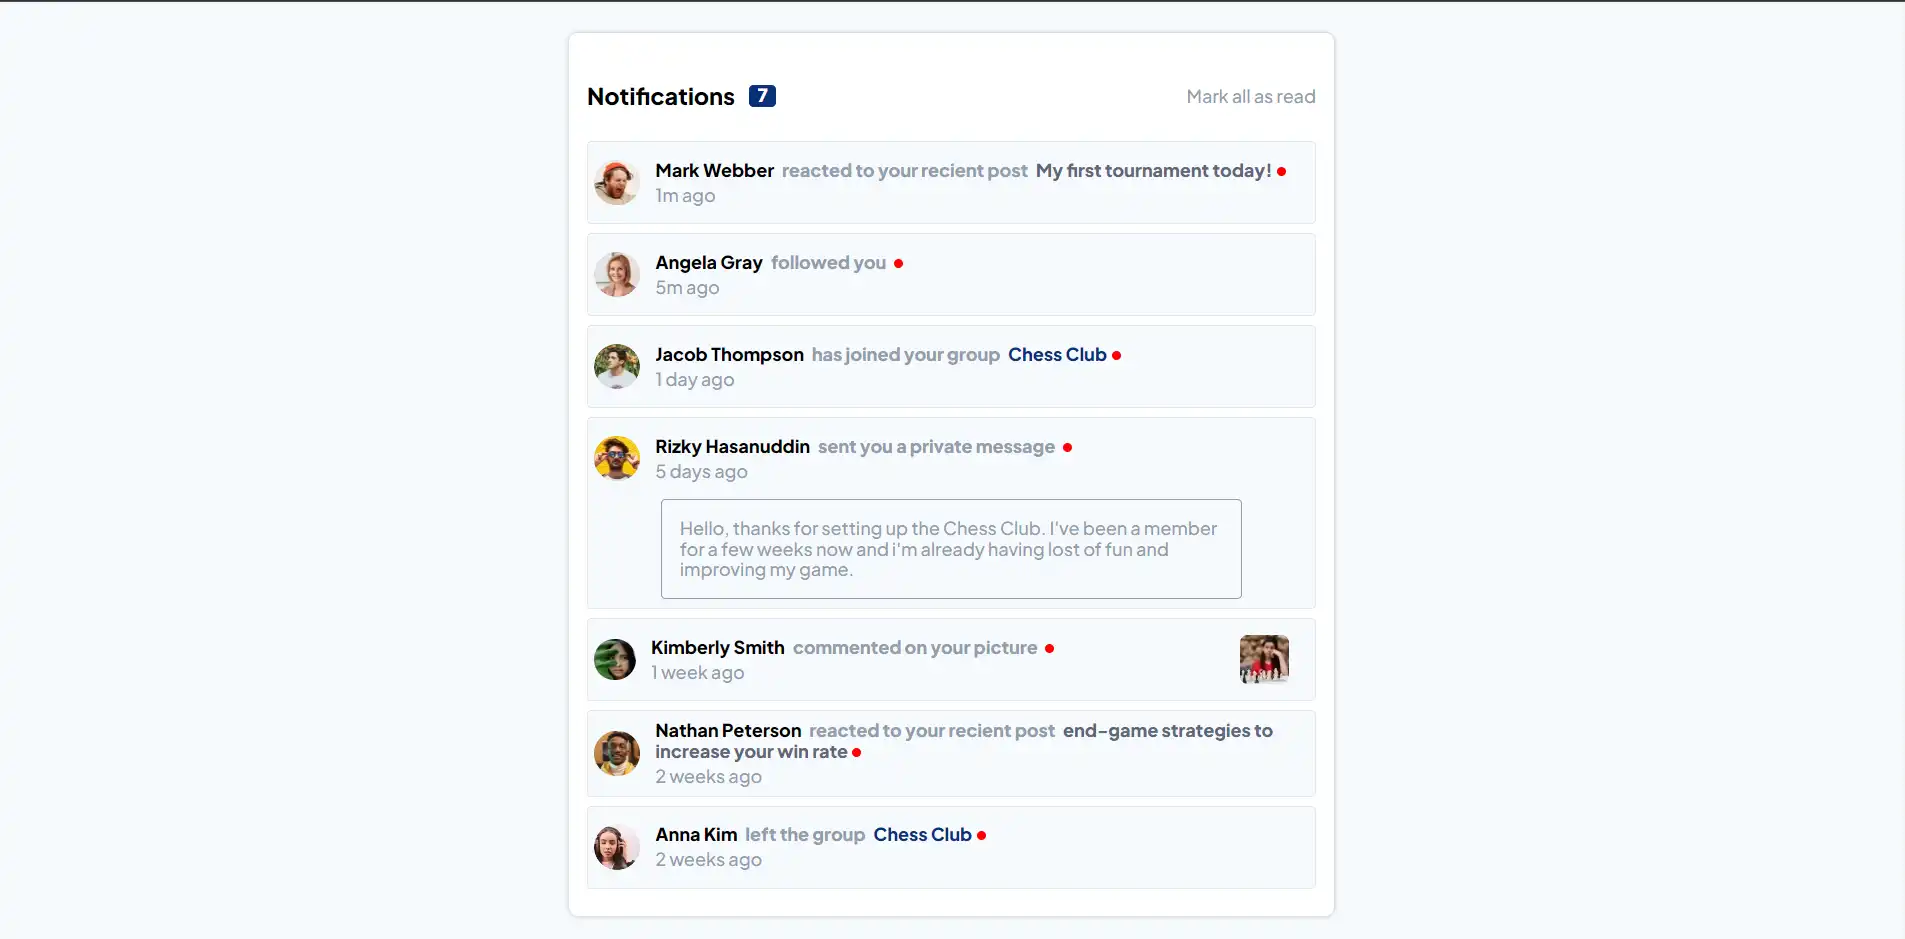 Notifications 7 Mark all as read
Mark Webber reacted to your recient post My first tournament today!
1m ago
Angela Gray followed you
5m ago
Jacob Thompson has joined your group Chess Club
1 day ago
Rizky Hasanuddin sent you a private message
5 days ago
Hello, thanks for setting up the Chess Club. I've been a member
for a few weeks now and i'm already having lost of fun and
improving my game.
Kimberly Smith commented on your picture
1 week ago
Nathan Peterson reacted to your recient post end-game strategies to
increase your win rate
2 weeks ago
Anna Kim left the group Chess Club
2 weeks ago